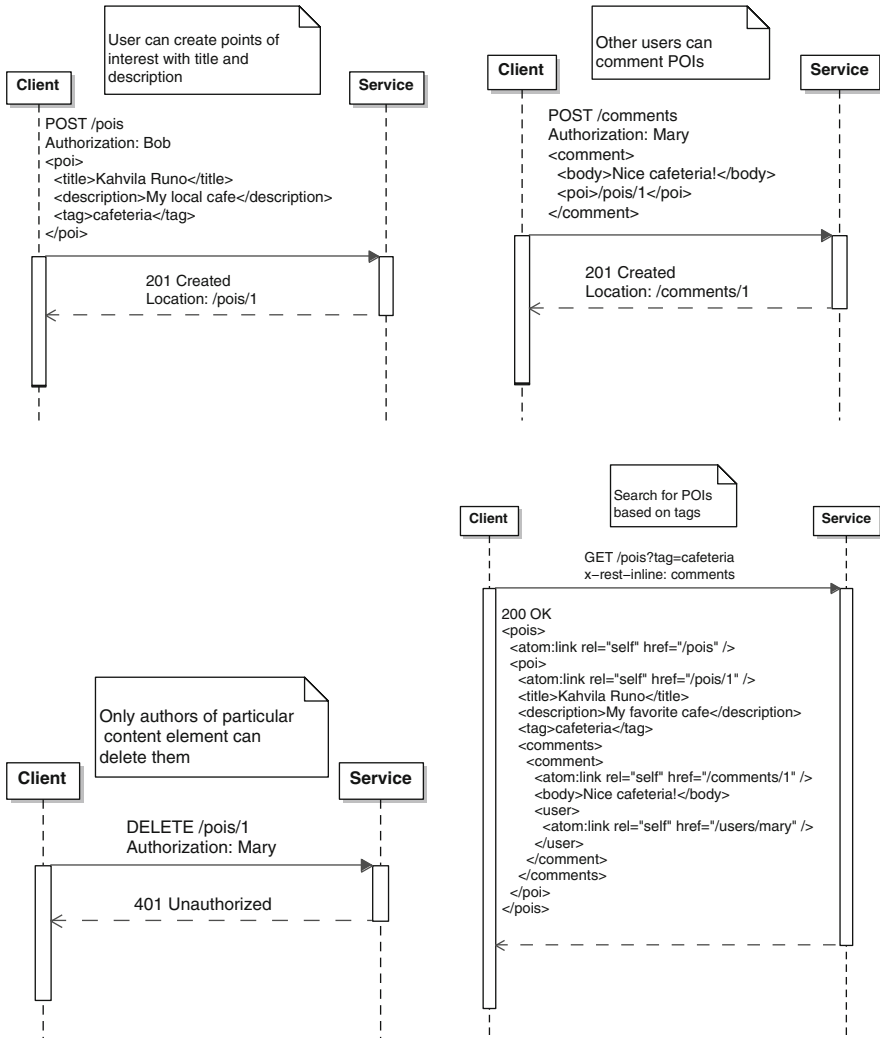 User can create points of
interest with title and
description
Client
Service
POST /pois
Authorization: Bob
<poi>
<title>Kahvila Runo</title>
<description>My local cafe</description>
<tag>cafeteria</tag>
</poi>
201 Created
Location: /pois/1
Other users can
comment POIs
Client
Service
POST /comments
Authorization: Mary
<comment>
<body>Nice cafeteria!</body>
<poi>/pois/1</poi>
</comment>
201 Created
Location: /comments/1
Only authors of particular
content element can
delete them
Client
Service
DELETE /pois/1
Authorization: Mary
401 Unauthorized
Search for POIs
based on tags
Client
Service
GET /pois?tag=cafeteria
x−rest−inline: comments
200 OK
<pois>
<atom:link rel="self" href="/pois" />
<poi>
<atom:link rel="self" href="/pois/1" />
<title>Kahvila Runo</title>
<description>My favorite cafe</description>
<tag>cafeteria</tag>
<comments>
<comment>
<atom:link rel="self" href="/comments/1" />
<body>Nice cafeteria!</body>
<user>
<atom:link rel="self" href="/users/mary" />
</user>
</comment>
</comments>
</poi>
</pois>